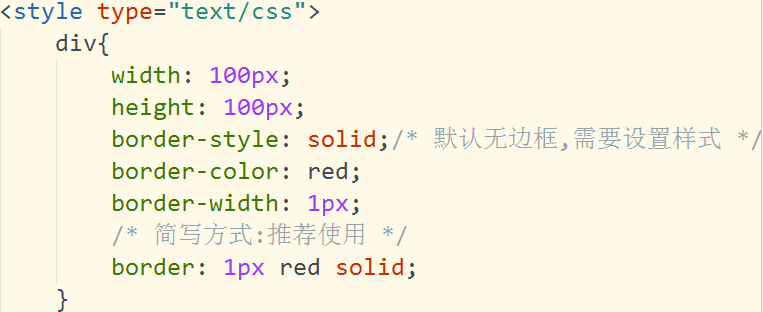 <style type="text/css">
    div{
        width: 100px;
        height: 100px;
        border-style: solid;/* 默认无边框,需要设置样式 */
        border-color: red;
        border-width: 1px;
        /* 简写方式:推荐使用 */
        border: 1px red solid;
    }